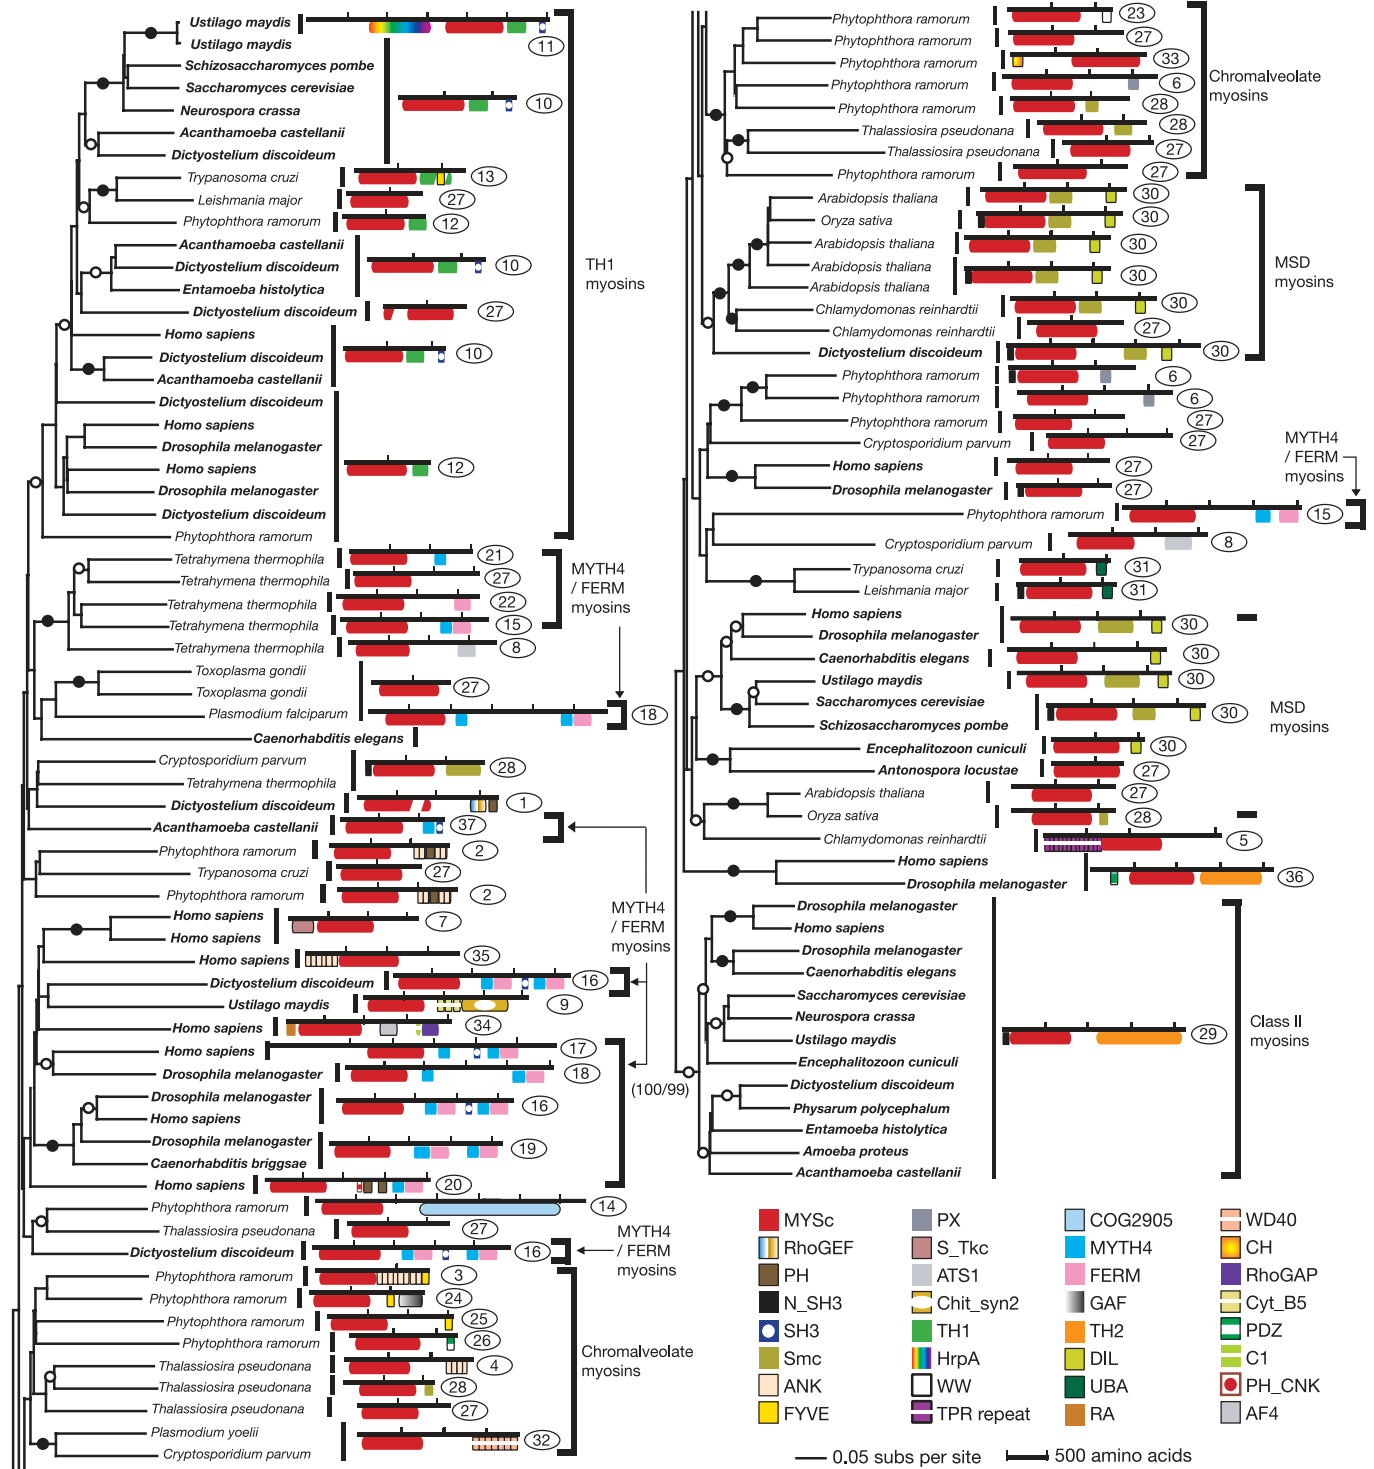 Ustilago maydis
11
Ustilago maydis
Schizosaccharomyces pombe
Saccharomyces cerevisiae
10
Neurospora crassa
Acanthamoeba castellanii
Dictyostelium discoideum
Trypanosoma cruzi 13
Leishmania major 27
Phytophthora ramorum 12
Acanthamoeba castellanii
Dictyostelium discoideum 10
Entamoeba histolytica
TH1
myosins
Dictyostelium discoideum 27
Homo sapiens
Dictyostelium discoideum 10
Acanthamoeba castellanii
Dictyostelium discoideum
Homo sapiens
Drosophila melanogaster
Homo sapiens 12
Drosophila melanogaster
Dictyostelium discoideum
Phytophthora ramorum
Tetrahymena thermophila 21
Tetrahymena thermophila 27
Tetrahymena thermophila 22
Tetrahymena thermophila 15
MYTH4
/ FERM
myosins
Tetrahymena thermophila 8
Toxoplasma gondii
Toxoplasma gondii 27
Plasmodium falciparum 18
Caenorhabditis elegans
Cryptosporidium parvum 28
Tetrahymena thermophila
Dictyostelium discoideum 1
Acanthamoeba castellanii 37
Phytophthora ramorum 2
Trypanosoma cruzi 27
Phytophthora ramorum 2
MYTH4
/ FERM
myosins
Homo sapiens 7
Homo sapiens
Homo sapiens 35
Dictyostelium discoideum 16
Ustilago maydis 9
Homo sapiens 34
Homo sapiens 17
Drosophila melanogaster 18
(100/99)
Drosophila melanogaster 16
Homo sapiens
Drosophila melanogaster 19
Caenorhabditis briggsae
Homo sapiens 20
Phytophthora ramorum 14
Thalassiosira pseudonana 27
Dictyostelium discoideum 16
MYTH4
/ FERM
myosins
Phytophthora ramorum 3
Phytophthora ramorum 24
Phytophthora ramorum 25
Phytophthora ramorum 26
Thalassiosira pseudonana 4
Thalassiosira pseudonana 28
Thalassiosira pseudonana 27
Plasmodium yoelii 32
Cryptosporidium parvum
Chromalveolate
myosins
Phytophthora ramorum 23
Phytophthora ramorum 27
Phytophthora ramorum 33
Phytophthora ramorum 6
Phytophthora ramorum 28
Thalassiosira pseudonana 28
Thalassiosira pseudonana 27
Phytophthora ramorum 27
Chromalveolate
myosins
Arabidopsis thaliana 30
Oryza sativa 30
Arabidopsis thaliana 30
Arabidopsis thaliana 30
Arabidopsis thaliana
Chlamydomonas reinhardtii 30
Chlamydomonas reinhardtii 27
Dictyostelium discoideum 30
MSD
myosins
Phytophthora ramorum 6
Phytophthora ramorum 6
Phytophthora ramorum 27
Cryptosporidium parvum 27
Homo sapiens 27
Drosophila melanogaster 27
MYTH4
/ FERM
myosins
Phytophthora ramorum 15
Cryptosporidium parvum 8
Trypanosoma cruzi 31
Leishmania major 31
Homo sapiens 30
Drosophila melanogaster
Caenorhabditis elegans 30
Ustilago maydis 30
Saccharomyces cerevisiae 30
Schizosaccharomyces pombe
Encephalitozoon cuniculi 30
Antonospora locustae 27
MSD
myosins
Arabidopsis thaliana 27
Oryza sativa 28
Chlamydomonas reinhardtii 5
Homo sapiens 36
Drosophila melanogaster
Drosophila melanogaster
Homo sapiens
Drosophila melanogaster
Caenorhabditis elegans
Saccharomyces cerevisiae
Neurospora crassa
Ustilago maydis 29
Encephalitozoon cuniculi
Dictyostelium discoideum
Physarum polycephalum
Entamoeba histolytica
Amoeba proteus
Acanthamoeba castellanii
Class II
myosins
MYSc PX COG2905 WD40
RhoGEF S_Tkc MYTH4 CH
PH ATS1 FERM RhoGAP
N_SH3 Chit_syn2 GAF Cyt_B5
SH3 TH1 TH2 PDZ
Smc HrpA DIL C1
ANK WW UBA PH_CNK
FYVE TPR repeat RA AF4
0.05 subs per site 500 amino acids